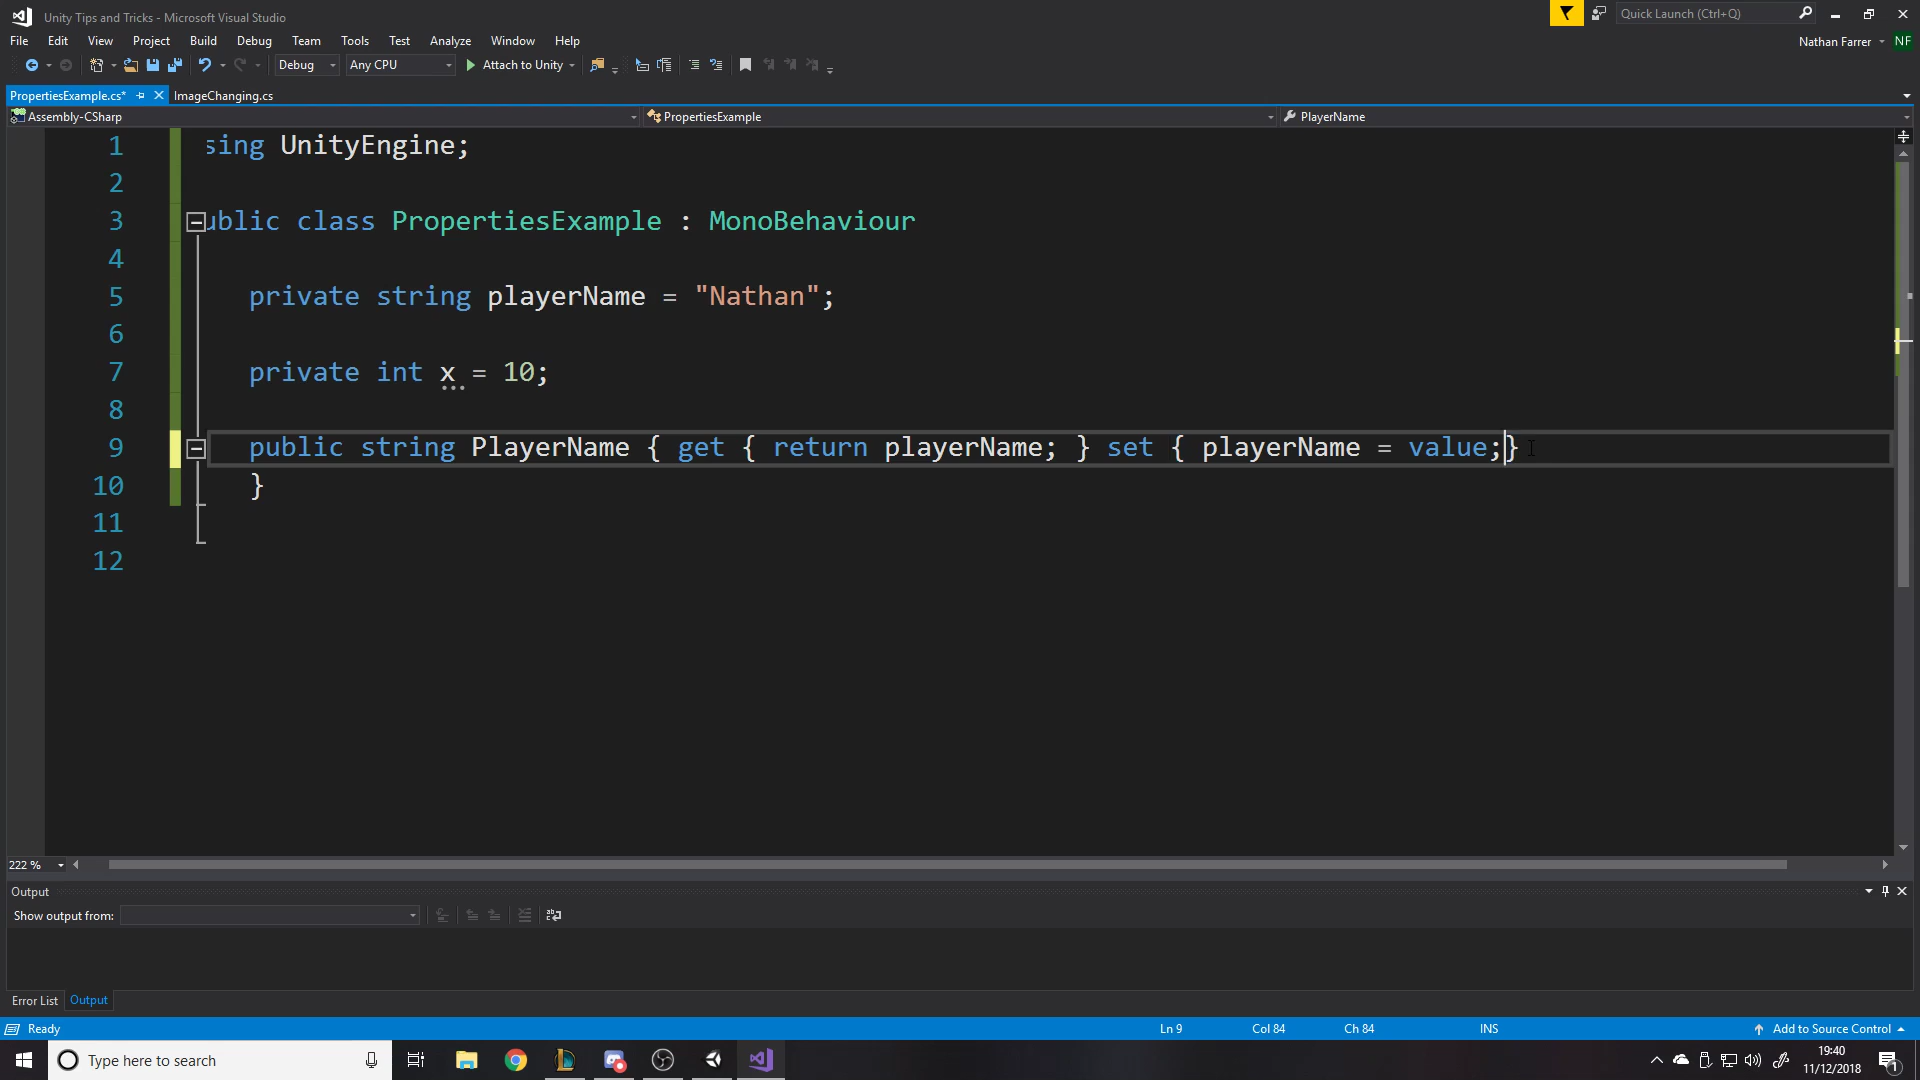 Unity Tips and Tricks - Microsoft Visual Studio
Quick Launch (Ctrl+Q)
File Edit View Project Build Debug Team Tools Test Analyze Window Help
Nathan Farrer NF
Debug Any CPU Attach to Unity
PropertiesExample.cs* ImageChanging.cs
Assembly-CSharp PropertiesExample PlayerName
1 sing UnityEngine;
2
3 ublic class PropertiesExample : MonoBehaviour
4
5 private string playerName = "Nathan";
6
7 private int x = 10;
8
9 public string PlayerName { get { return playerName; } set { playerName = value;}
10 }
11
12
222 %
Output
Show output from:
Error List Output
Ready Ln 9 Col 84 Ch 84 INS Add to Source Control
Type here to search
19:40
11/12/2018
1